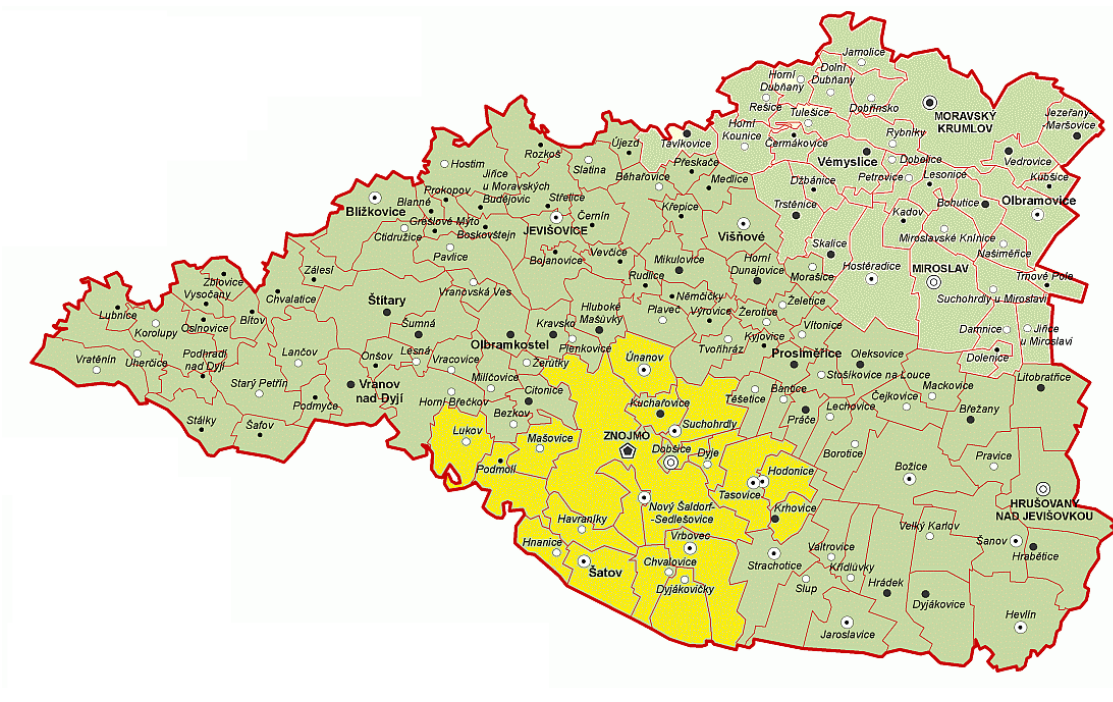 Jamolice
Horní
Dubňany
Dolní
Dubňany
Rešice
Dobřínsko
MORAVSKÝ
KRUMLOV
Jezeřany
-Maršovice
Tulešice
Horní
Kounice
Tavíkovice
Čermákovice
Rybníky
Vémyslice
Dobelice
Vedrovice
Petrovice
Lesonice
Kubšice
Rozkoš
Újezd
Hostim
Slatina
Přeskače
Běhařovice
Medlice
Džbánice
Jiřice
u Moravských
Budějovic
Prokopov
Střelice
Trstěnice
Bohutice
Olbramovice
Blížkovice
Blanné
Grešlové Mýto
Ctidružice
Boskovštejn
JEVIŠOVICE
Černín
Křepice
Višňové
Kadov
Miroslavské Knínice
Našiměřice
Pavlice
Bojanovice
Vevčice
Mikulovice
Horní
Dunajovice
Skalice
Morašice
Hostěradice
MIROSLAV
Trnové Pole
Suchohrdly u Miroslavi
Zálesí
Zblovice
Vysočany
Chvalatice
Vranovská Ves
Rudlice
Němčičky
Želetice
Štítary
Hluboké
Mašůvky
Plaveč
Výrovice
Žerotice
Lubnice
Korolupy
Oslnovice
Bítov
Šumná
Olbramkostel
Kravsko
Plenkovice
Tvořihráz
Kyjovice
Vítonice
Damnice
Jiřice
u Miroslavi
Dolenice
Vratěnín
Uherčice
Podhradí
nad Dyjí
Lančov
Onšov
Lesná
Vracovice
Žerůtky
Únanov
Prosiměřice
Oleksovice
Stošíkovice na Louce
Starý Petřín
Vranov
nad Dyjí
Milíčovice
Citonice
Bantice
Mackovice
Litobratřice
Podmyče
Horní Břečkov
Bezkov
Kuchařovice
Těšetice
Práče
Lechovice
Čejkovice
Břežany
Stálky
Šafov
Lukov
Mašovice
ZNOJMO
Suchohrdly
Podmolí
Dobšice
Dyje
Borotice
Božice
Pravice
Hodonice
Tasovice
Krhovice
HRUŠOVANY
NAD JEVIŠOVKOU
Nový Šaldorf
-Sedlešovice
Havraníky
Hnanice
Vrbovec
Velký Karlov
Šanov
Hrabětice
Šatov
Chvalovice
Dyjákovičky
Strachotice
Valtrovice
Křídlůvky
Slup
Hrádek
Dyjákovice
Hevlín
Jaroslavice